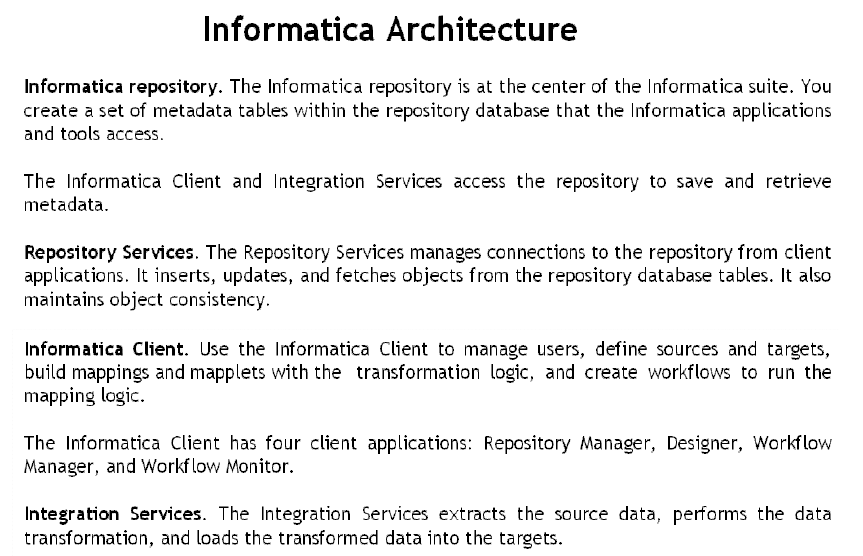 Informatica Architecture
Informatica repository. The Informatica repository is at the center of the Informatica suite. You
create a set of metadata tables within the repository database that the Informatica applications
and tools access.
The Informatica Client and Integration Services access the repository to save and retrieve
metadata.
Repository Services. The Repository Services manages connections to the repository from client
applications. It inserts, updates, and fetches objects from the repository database tables. It also
maintains object consistency.
Informatica Client. Use the Informatica Client to manage users, define sources and targets,
build mappings and mapplets with the transformation logic, and create workflows to run the
mapping logic.
The Informatica Client has four client applications: Repository Manager, Designer, Workflow
Manager, and Workflow Monitor.
Integration Services. The Integration Services extracts the source data, performs the data
transformation, and loads the transformed data into the targets.